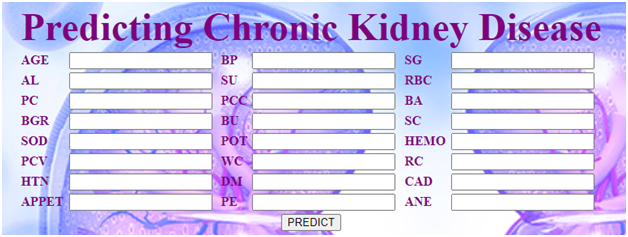 Predicting Chronic Kidney Disease
AGE BP SG
AL SU RBC
PC PCC BA
BGR BU SC
SOD POT HEMO
PCV WC RC
HTN DM CAD
APPET PE ANE
PREDICT